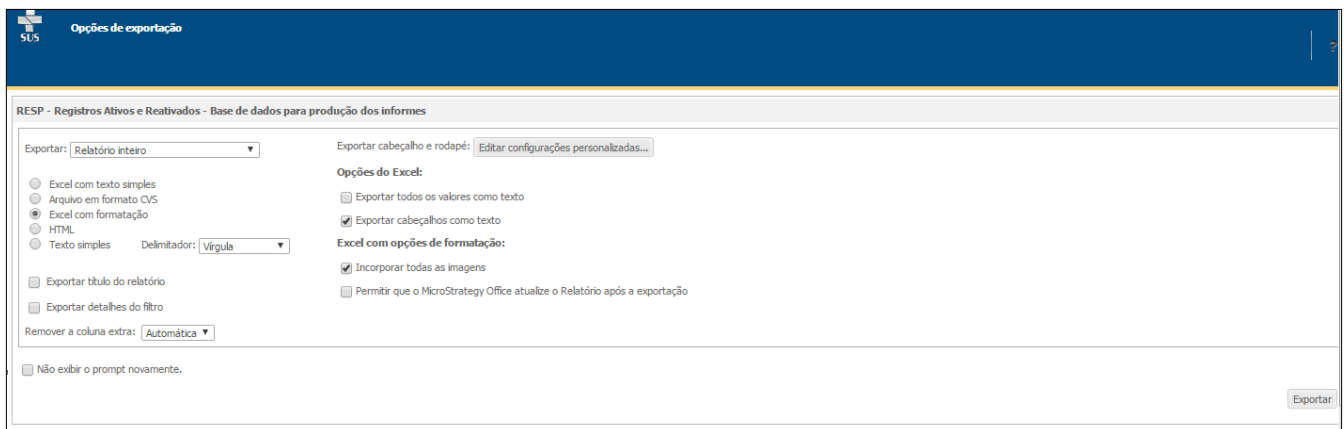 SUS
Opções de exportação
?
RESP - Registros Ativos e Reativados - Base de dados para produção dos informes
Exportar: Relatório inteiro
Excel com texto simples
Arquivo em formato CVS
Excel com formatação
HTML
Texto simples Delimitador: Vírgula
Exportar título do relatório
Exportar detalhes do filtro
Remover a coluna extra: Automática
Exportar cabeçalho e rodapé: Editar configurações personalizadas...
Opções do Excel:
Exportar todos os valores como texto
Exportar cabeçalhos como texto
Excel com opções de formatação:
Incorporar todas as imagens
Permitir que o MicroStrategy Office atualize o Relatório após a exportação
Não exibir o prompt novamente.
Exportar